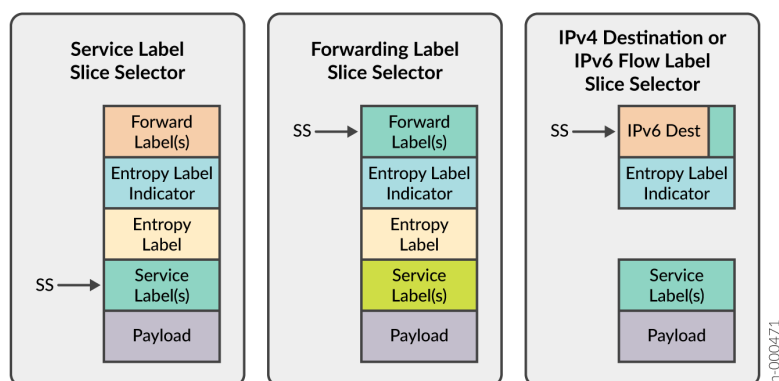 Service Label
Slice Selector
Forward
Label(s)
Entropy Label
Indicator
Entropy
Label
SS
Service
Label(s)
Payload
Forwarding Label
Slice Selector
SS
Forward
Label(s)
Entropy Label
Indicator
Entropy
Label
Service
Label(s)
Payload
IPv4 Destination or
IPv6 Flow Label
Slice Selector
SS
IPv6 Dest
Entropy Label
Indicator
Service
Label(s)
Payload